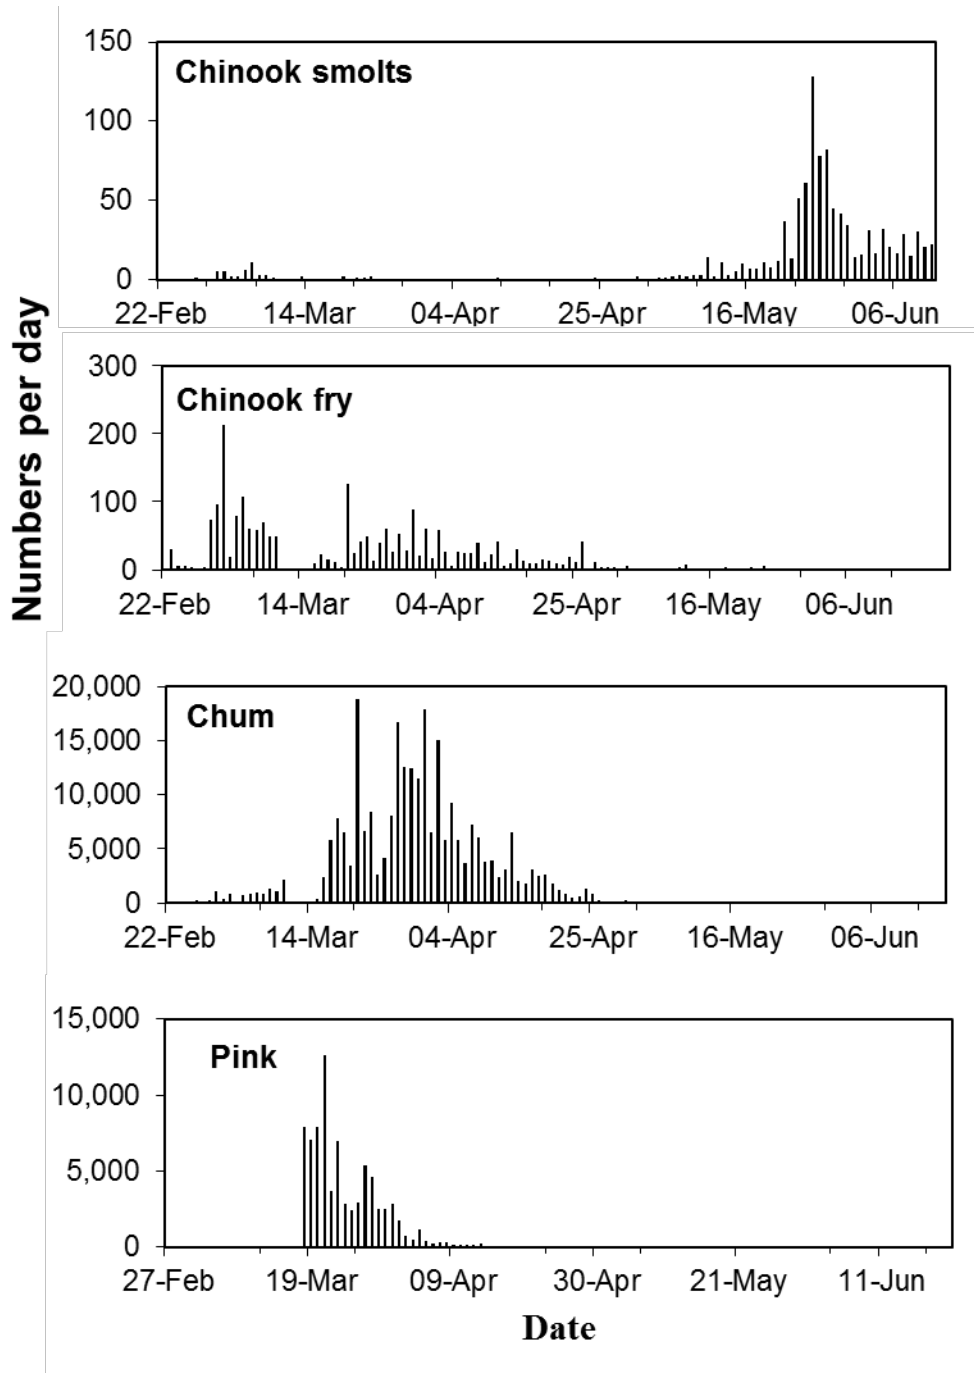 Numbers per day
150
Chinook smolts
100
50
0
22-Feb 14-Mar 04-Apr 25-Apr 16-May 06-Jun
300
Chinook fry
200
100
0
22-Feb 14-Mar 04-Apr 25-Apr 16-May 06-Jun
20,000
Chum
15,000
10,000
5,000
0
22-Feb 14-Mar 04-Apr 25-Apr 16-May 06-Jun
15,000
Pink
10,000
5,000
0
27-Feb 19-Mar 09-Apr 30-Apr 21-May 11-Jun
Date